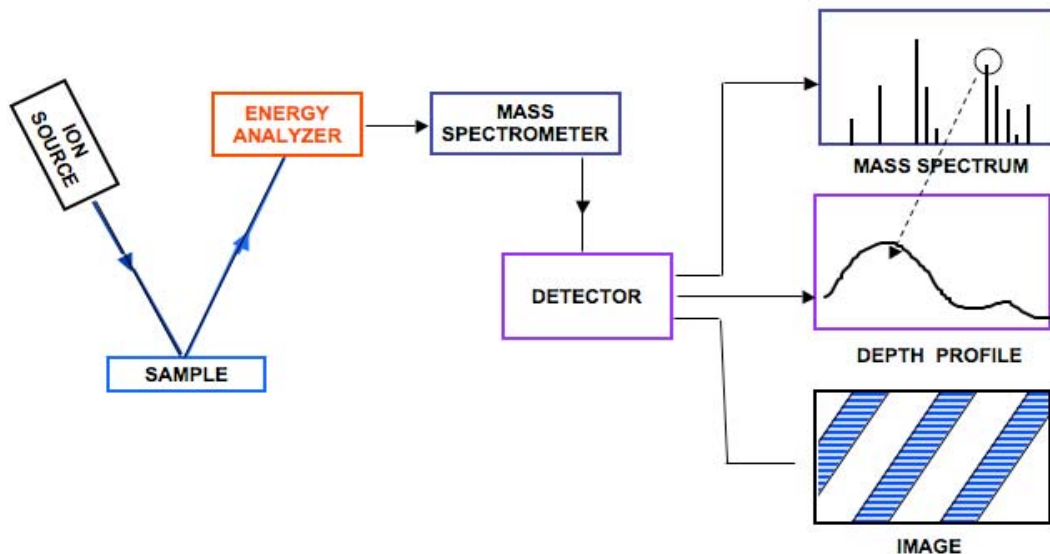 ION
SOURCE
ENERGY
ANALYZER
MASS
SPECTROMETER
MASS SPECTRUM
DETECTOR
SAMPLE
DEPTH PROFILE
IMAGE